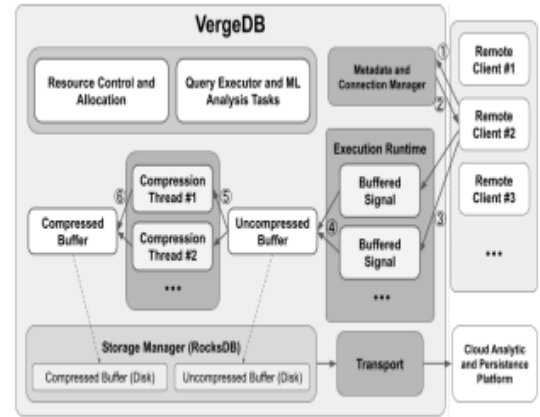 VergeDB
Resource Control and
Allocation
Query Executor and ML
Analysis Tasks
Metadata and
Connection Manager
①
②
Remote
Client #1
Remote
Client #2
Remote
Client #3
...
Execution Runtime
Buffered
Signal
Buffered
Signal
...
③
④
Compression
Thread #1
Compression
Thread #2
...
⑤
⑥
Compressed
Buffer
Uncompressed
Buffer
Storage Manager (RocksDB)
Compressed Buffer (Disk)
Uncompressed Buffer (Disk)
Transport
Cloud Analytic
and Persistence
Platform